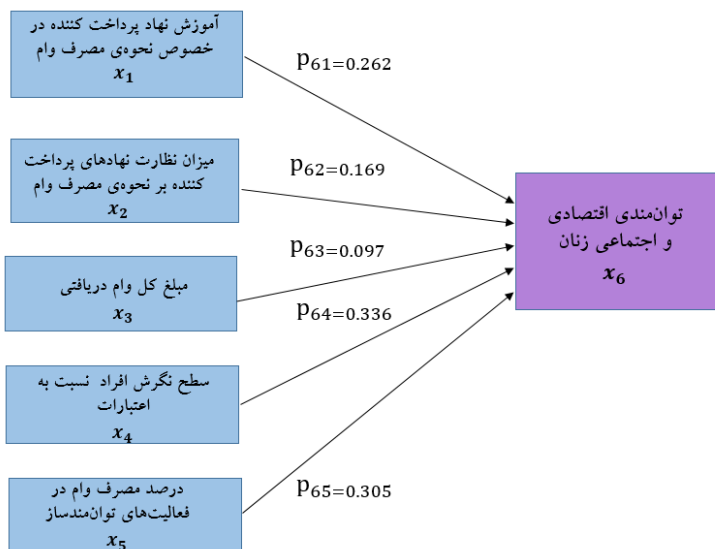 آموزش نهاد پرداخت کننده در
خصوص نحوه‌ی مصرف وام
x₁
p₆₁₌₀.₂₆₂
میزان نظارت نهادهای پرداخت
کننده بر نحوه‌ی مصرف وام
x₂
p₆₂₌₀.₁₆₉
مبلغ کل وام دریافتی
x₃
p₆₃₌₀.₀₉₇
سطح نگرش افراد نسبت به
اعتبارات
x₄
p₆₄₌₀.₃₃₆
درصد مصرف وام در
فعالیت‌های توان‌مندساز
x₅
p₆₅₌₀.₃₀₅
توان‌مندی اقتصادی
و اجتماعی زنان
x₆